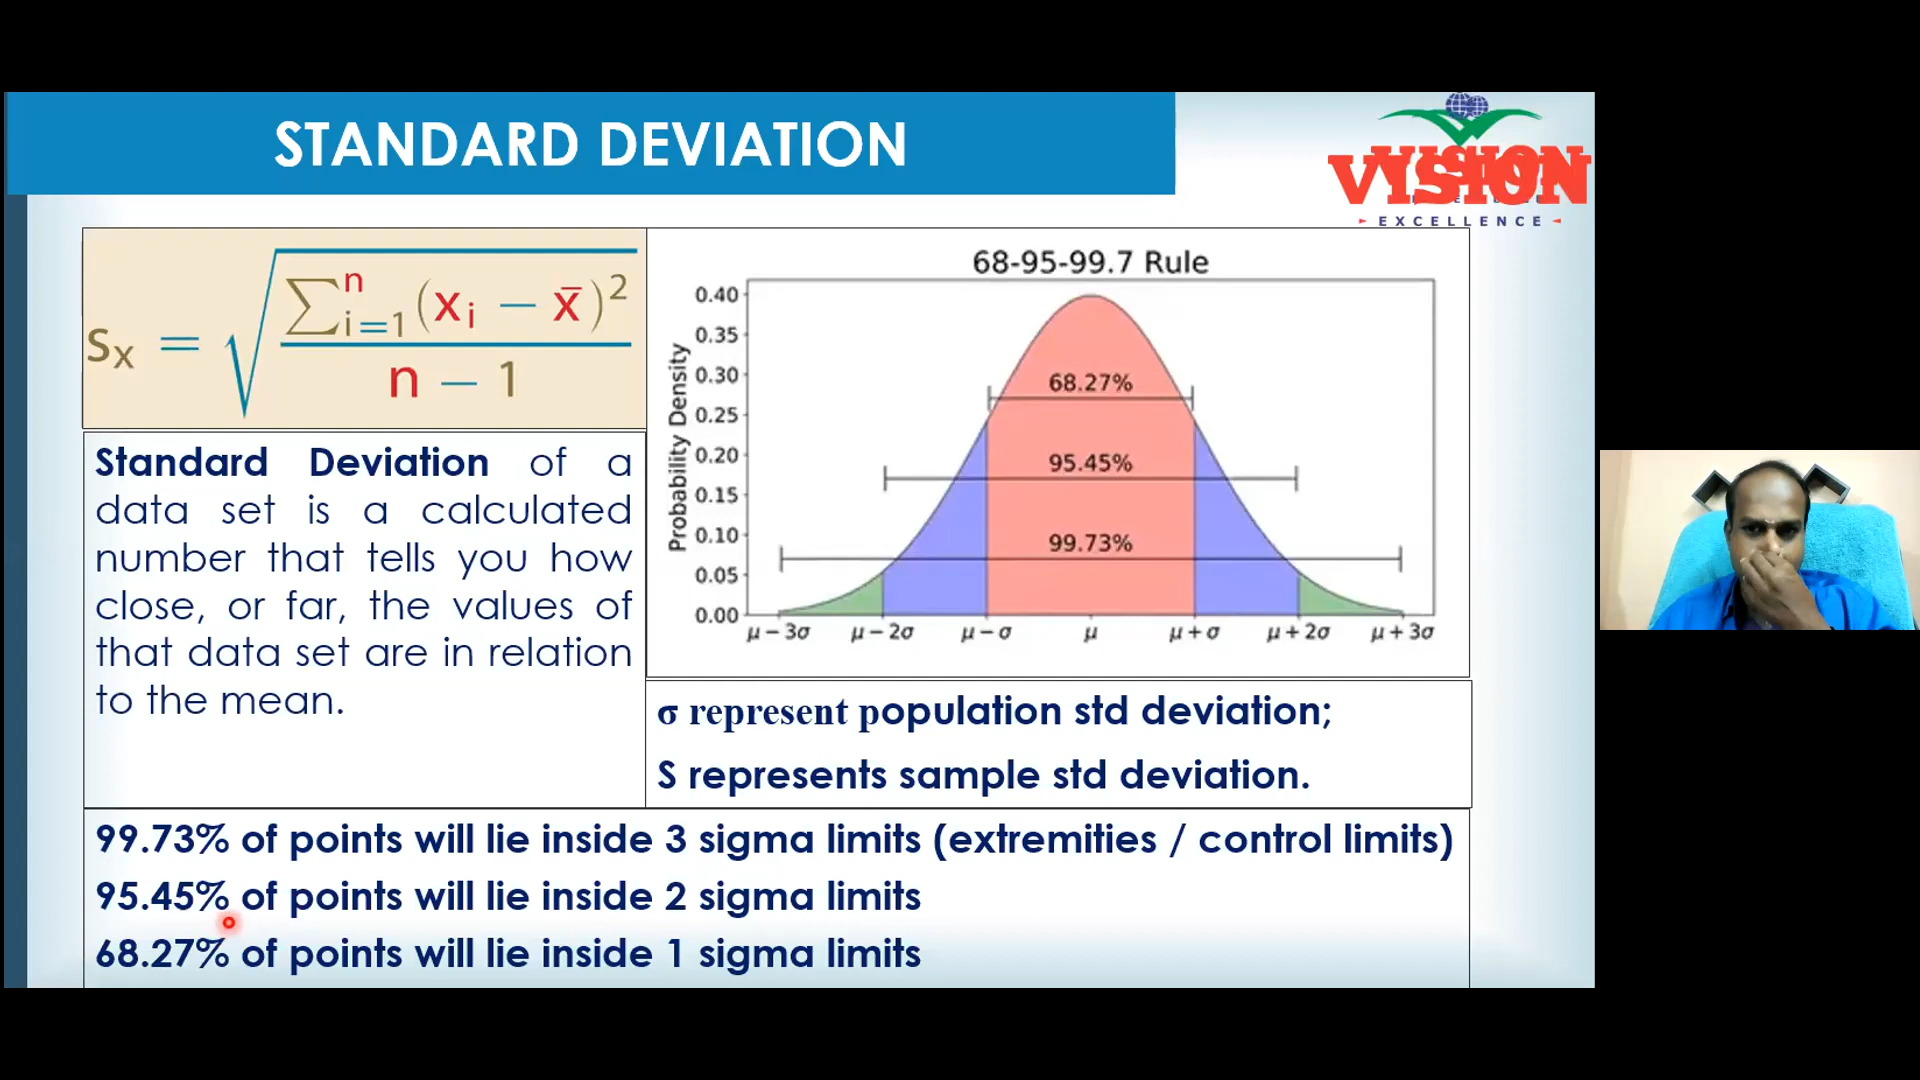 STANDARD DEVIATION
VISION
EXCELLENCE
sₓ = √(∑ⁿᵢ₌₁(xᵢ − x̄)² / (n − 1))
Standard Deviation of a
data set is a calculated
number that tells you how
close, or far, the values of
that data set are in relation
to the mean.
68-95-99.7 Rule
Probability Density
0.40
0.35
0.30
0.25
0.20
0.15
0.10
0.05
0.00
68.27%
95.45%
99.73%
μ − 3σ μ − 2σ μ − σ μ μ + σ μ + 2σ μ + 3σ
σ represent population std deviation;
S represents sample std deviation.
99.73% of points will lie inside 3 sigma limits (extremities / control limits)
95.45% of points will lie inside 2 sigma limits
68.27% of points will lie inside 1 sigma limits